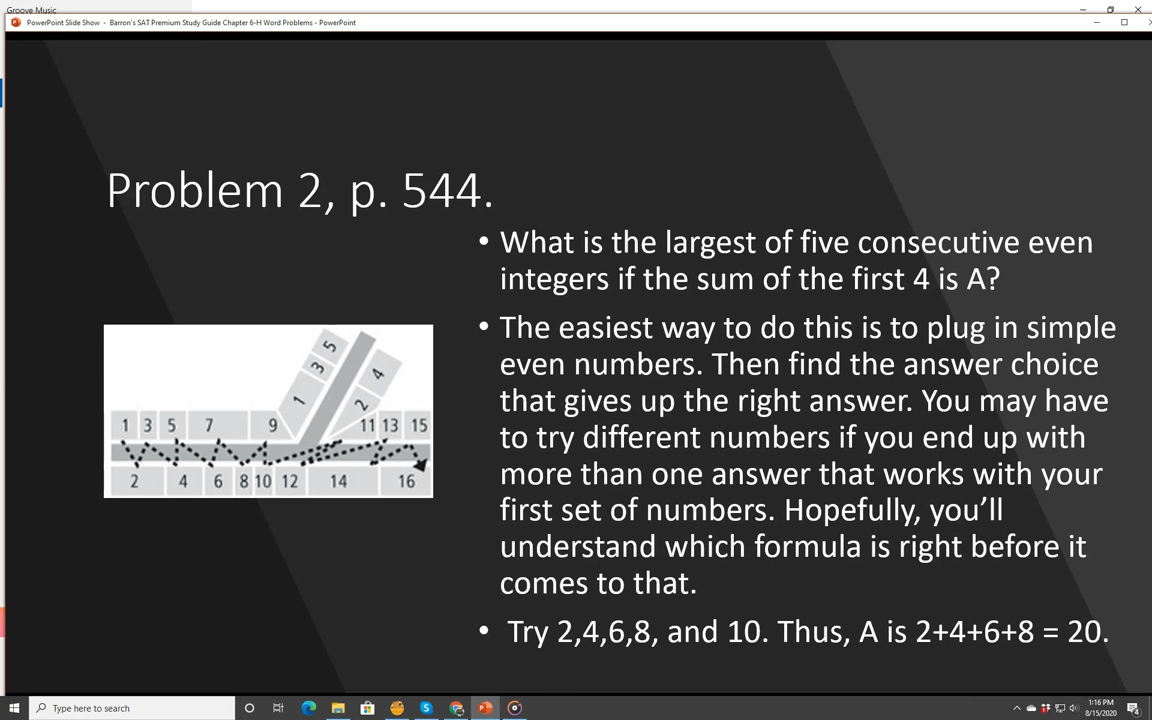 Groove Music
PowerPoint Slide Show - Barron's SAT Premium Study Guide Chapter 6-H Word Problems - PowerPoint
Problem 2, p. 544.
• What is the largest of five consecutive even
integers if the sum of the first 4 is A?
• The easiest way to do this is to plug in simple
even numbers. Then find the answer choice
that gives up the right answer. You may have
to try different numbers if you end up with
more than one answer that works with your
first set of numbers. Hopefully, you'll
understand which formula is right before it
comes to that.
• Try 2,4,6,8, and 10. Thus, A is 2+4+6+8 = 20.
1 3 5
2 4
1 3 5 7 9 11 13 15
2 4 6 8 10 12 14 16
Type here to search
1:16 PM
8/15/2020
4